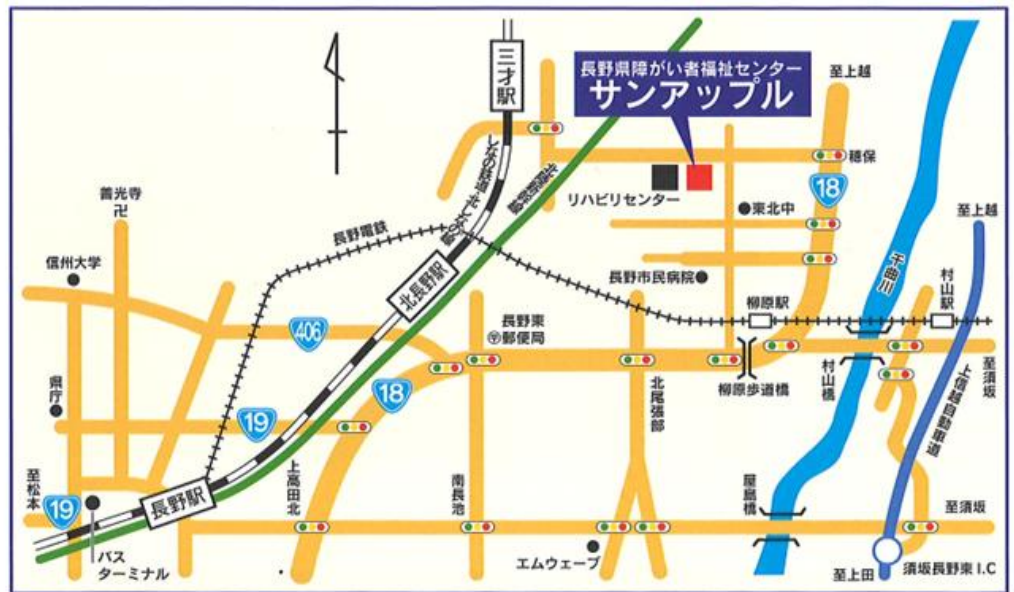 三才駅
長野県障がい者福祉センター
サンアップル
至上越
穂保
18
善光寺
卍
しなの鉄道・北しなの線
北陸新幹線
リハビリセンター
東北中
至上越
長野電鉄
信州大学
北長野駅
長野市民病院
千曲川
柳原駅
村山駅
406
長野東
〒郵便局
県庁
18
北尾張部
柳原歩道橋
村山橋
至須坂
上信越自動車道
19
至松本
19
長野駅
上高田北
南長池
屋島橋
至須坂
バス
ターミナル
エムウェーブ
至上田
須坂長野東I.C